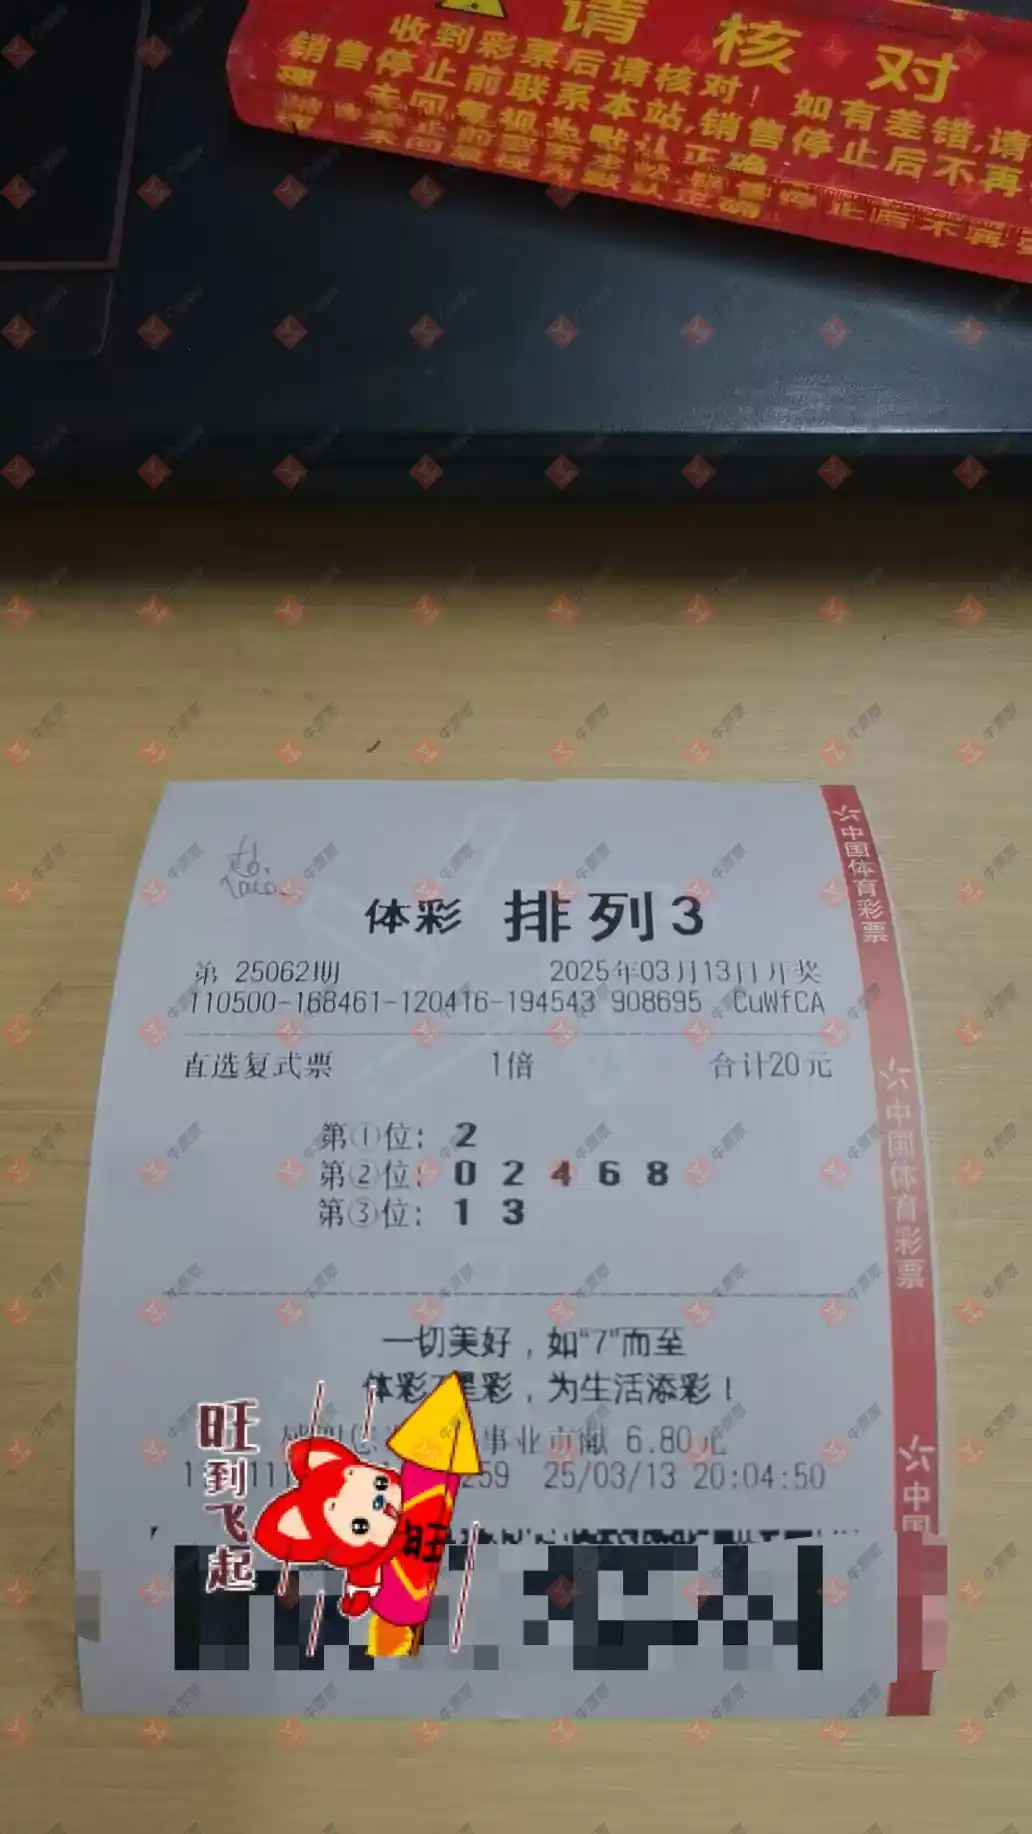 请 核 对
收到彩票后请核对！如有差错,请
销售停止前联系本站,销售停止后不再
理
体彩 排列3
第 25062期 2025年03月13日开奖
110500-168461-120416-194543 908695 CuWfCA
直选复式票 1倍 合计20元
第①位: 2
第②位: 0 2 4 6 8
第③位: 1 3
一切美好，如“7”而至
体彩 星彩，为生活添彩！
事业贡献 6.80元
259 25/03/13 20:04:50
旺到飞起
旺
中国体育彩票
中国体育彩票
中国